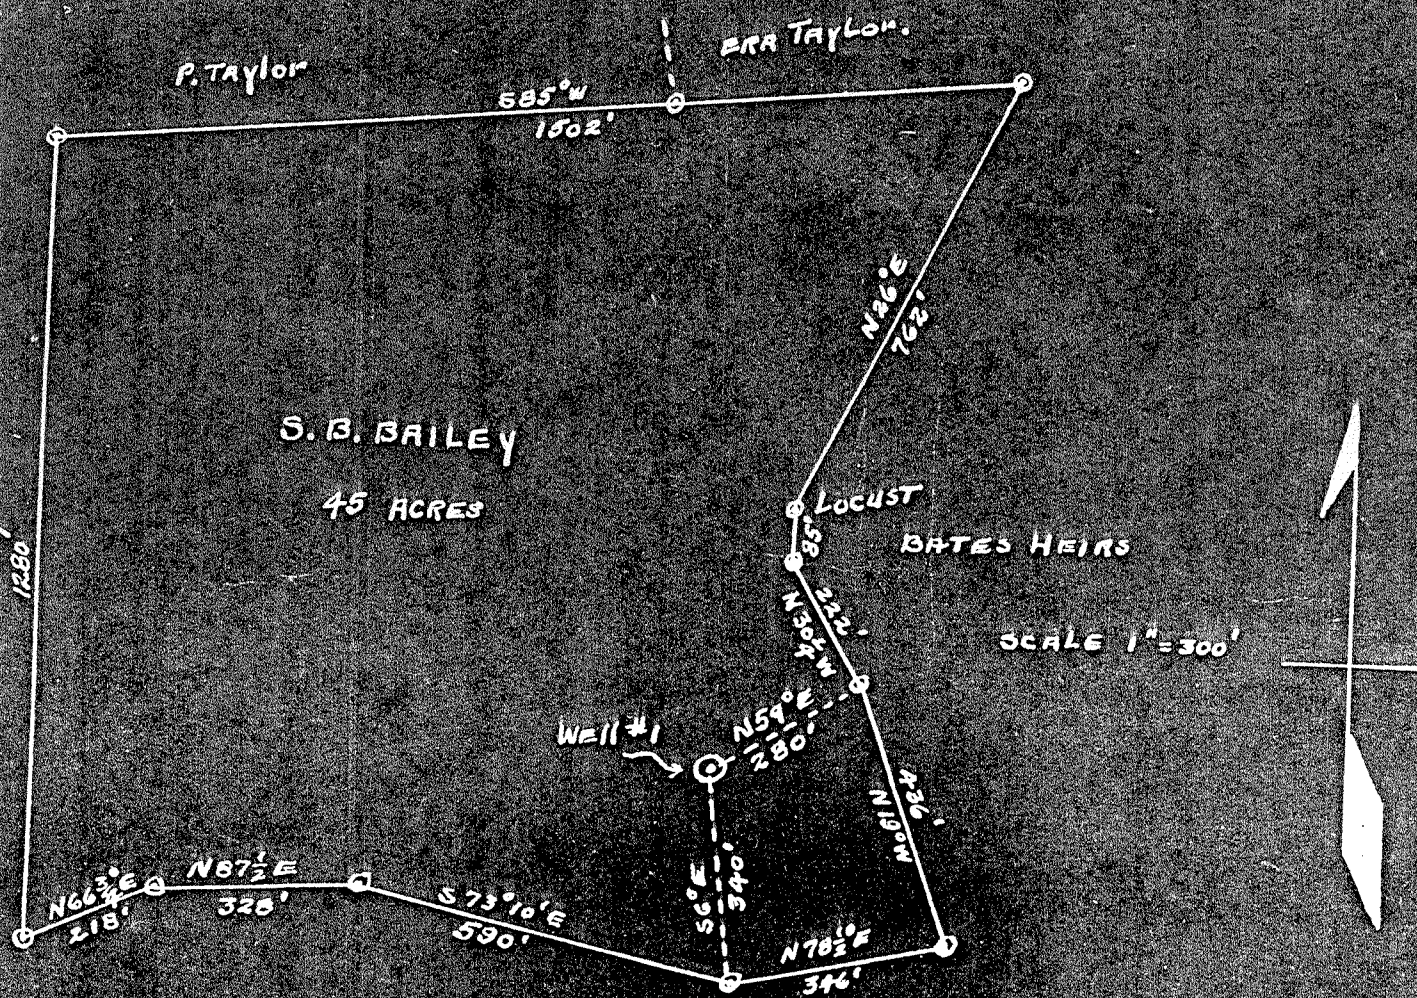 P. Taylor
ERA TAYLOR.
S85°W
1502'
N26°E
762'
S. B. BAILEY
45 ACRES
LOCUST
85'
BATES HEIRS
1280
222'
N30¾W
SCALE 1"=300'
WELL #1
N59°E
280'
436'
N19°W
N66¾°E
218'
N87½E
328'
S73°10'E
590'
S6°E
340'
N78½°E
346'